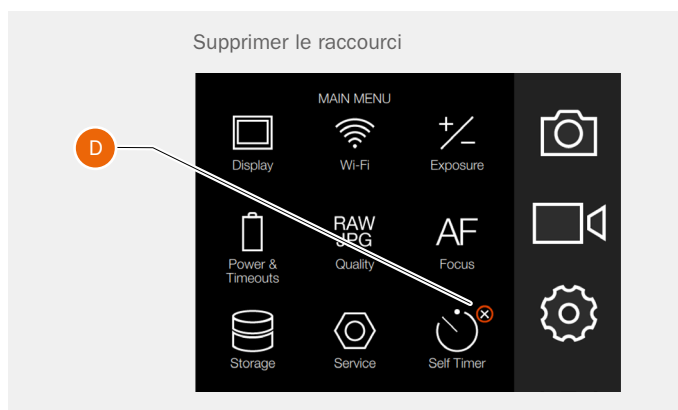 Supprimer le raccourci
MAIN MENU
D
Display
Wi-Fi
Exposure
RAW
JPG
AF
Power &
Timeouts
Quality
Focus
Storage
Service
Self Timer